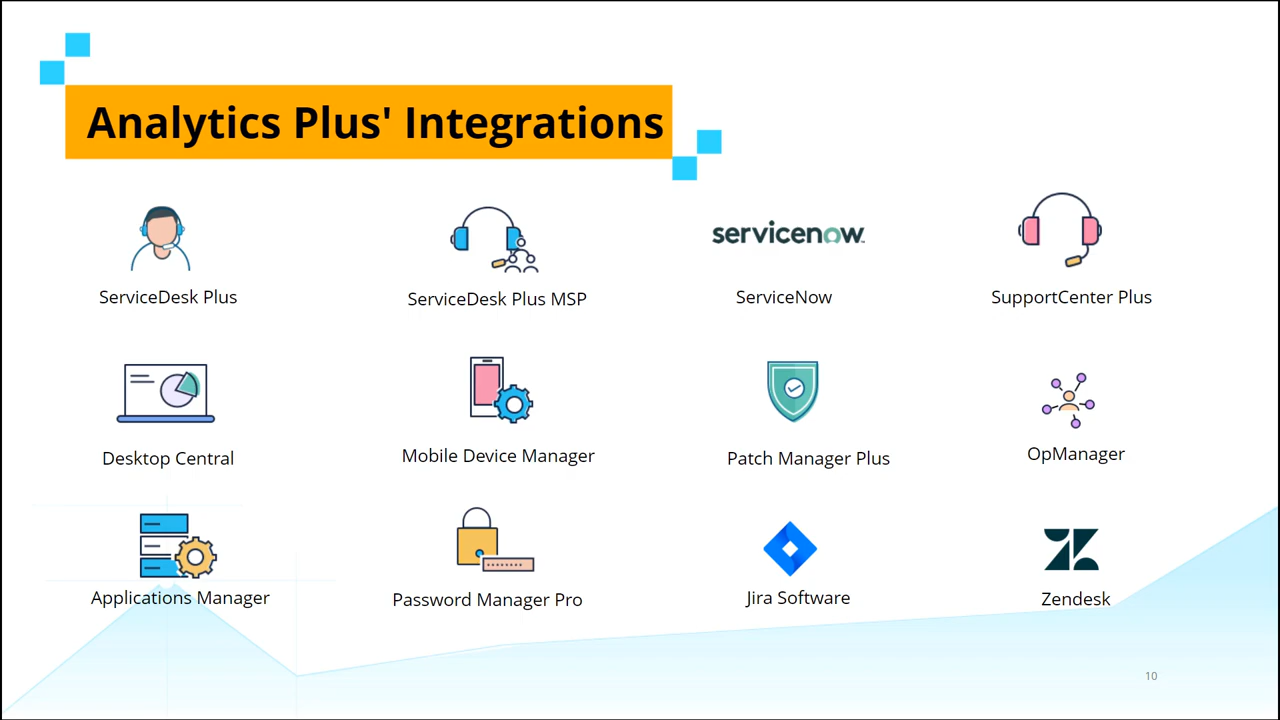 Analytics Plus' Integrations
servicenow
ServiceDesk Plus
ServiceDesk Plus MSP
ServiceNow
SupportCenter Plus
Desktop Central
Mobile Device Manager
Patch Manager Plus
OpManager
Applications Manager
Password Manager Pro
Jira Software
Zendesk
10